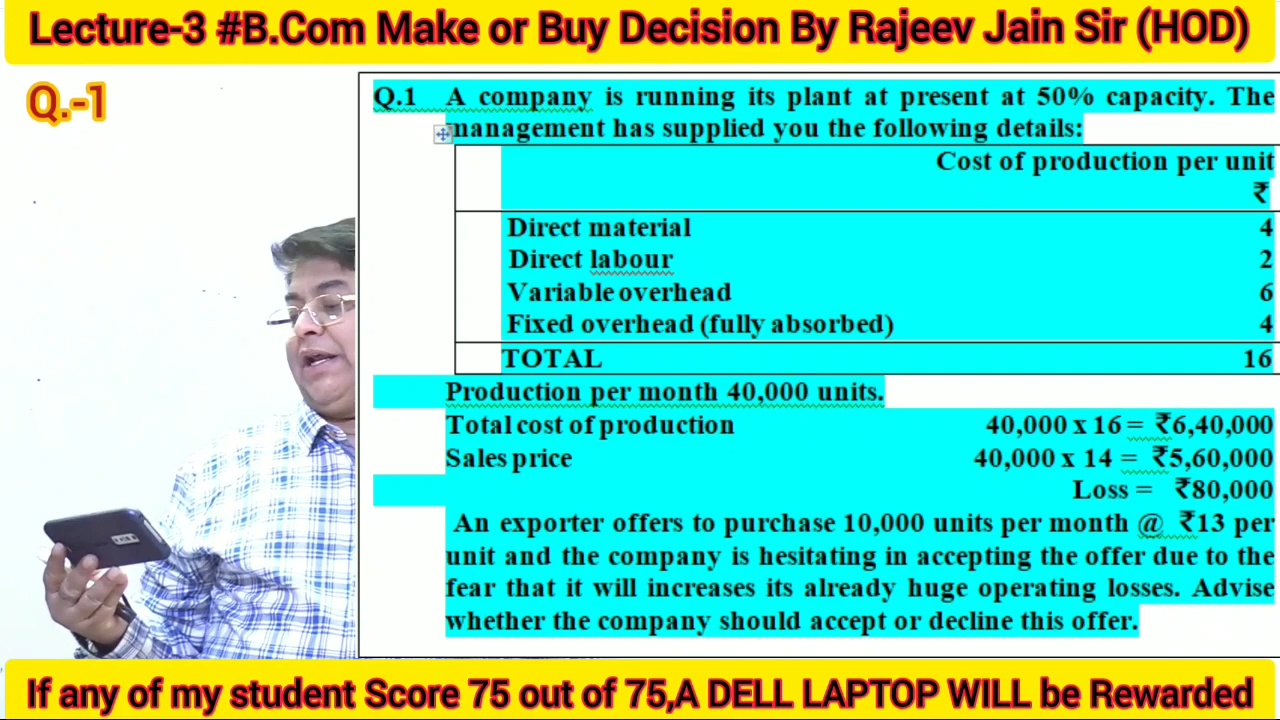 Lecture-3 #B.Com Make or Buy Decision By Rajeev Jain Sir (HOD)
Q.-1
Q.1 A company is running its plant at present at 50% capacity. The
management has supplied you the following details:
Cost of production per unit
₹
Direct material 4
Direct labour 2
Variable overhead 6
Fixed overhead (fully absorbed) 4
TOTAL 16
Production per month 40,000 units.
Total cost of production 40,000 x 16 = ₹6,40,000
Sales price 40,000 x 14 = ₹5,60,000
Loss = ₹80,000
An exporter offers to purchase 10,000 units per month @ ₹13 per
unit and the company is hesitating in accepting the offer due to the
fear that it will increases its already huge operating losses. Advise
whether the company should accept or decline this offer.
If any of my student Score 75 out of 75,A DELL LAPTOP WILL be Rewarded